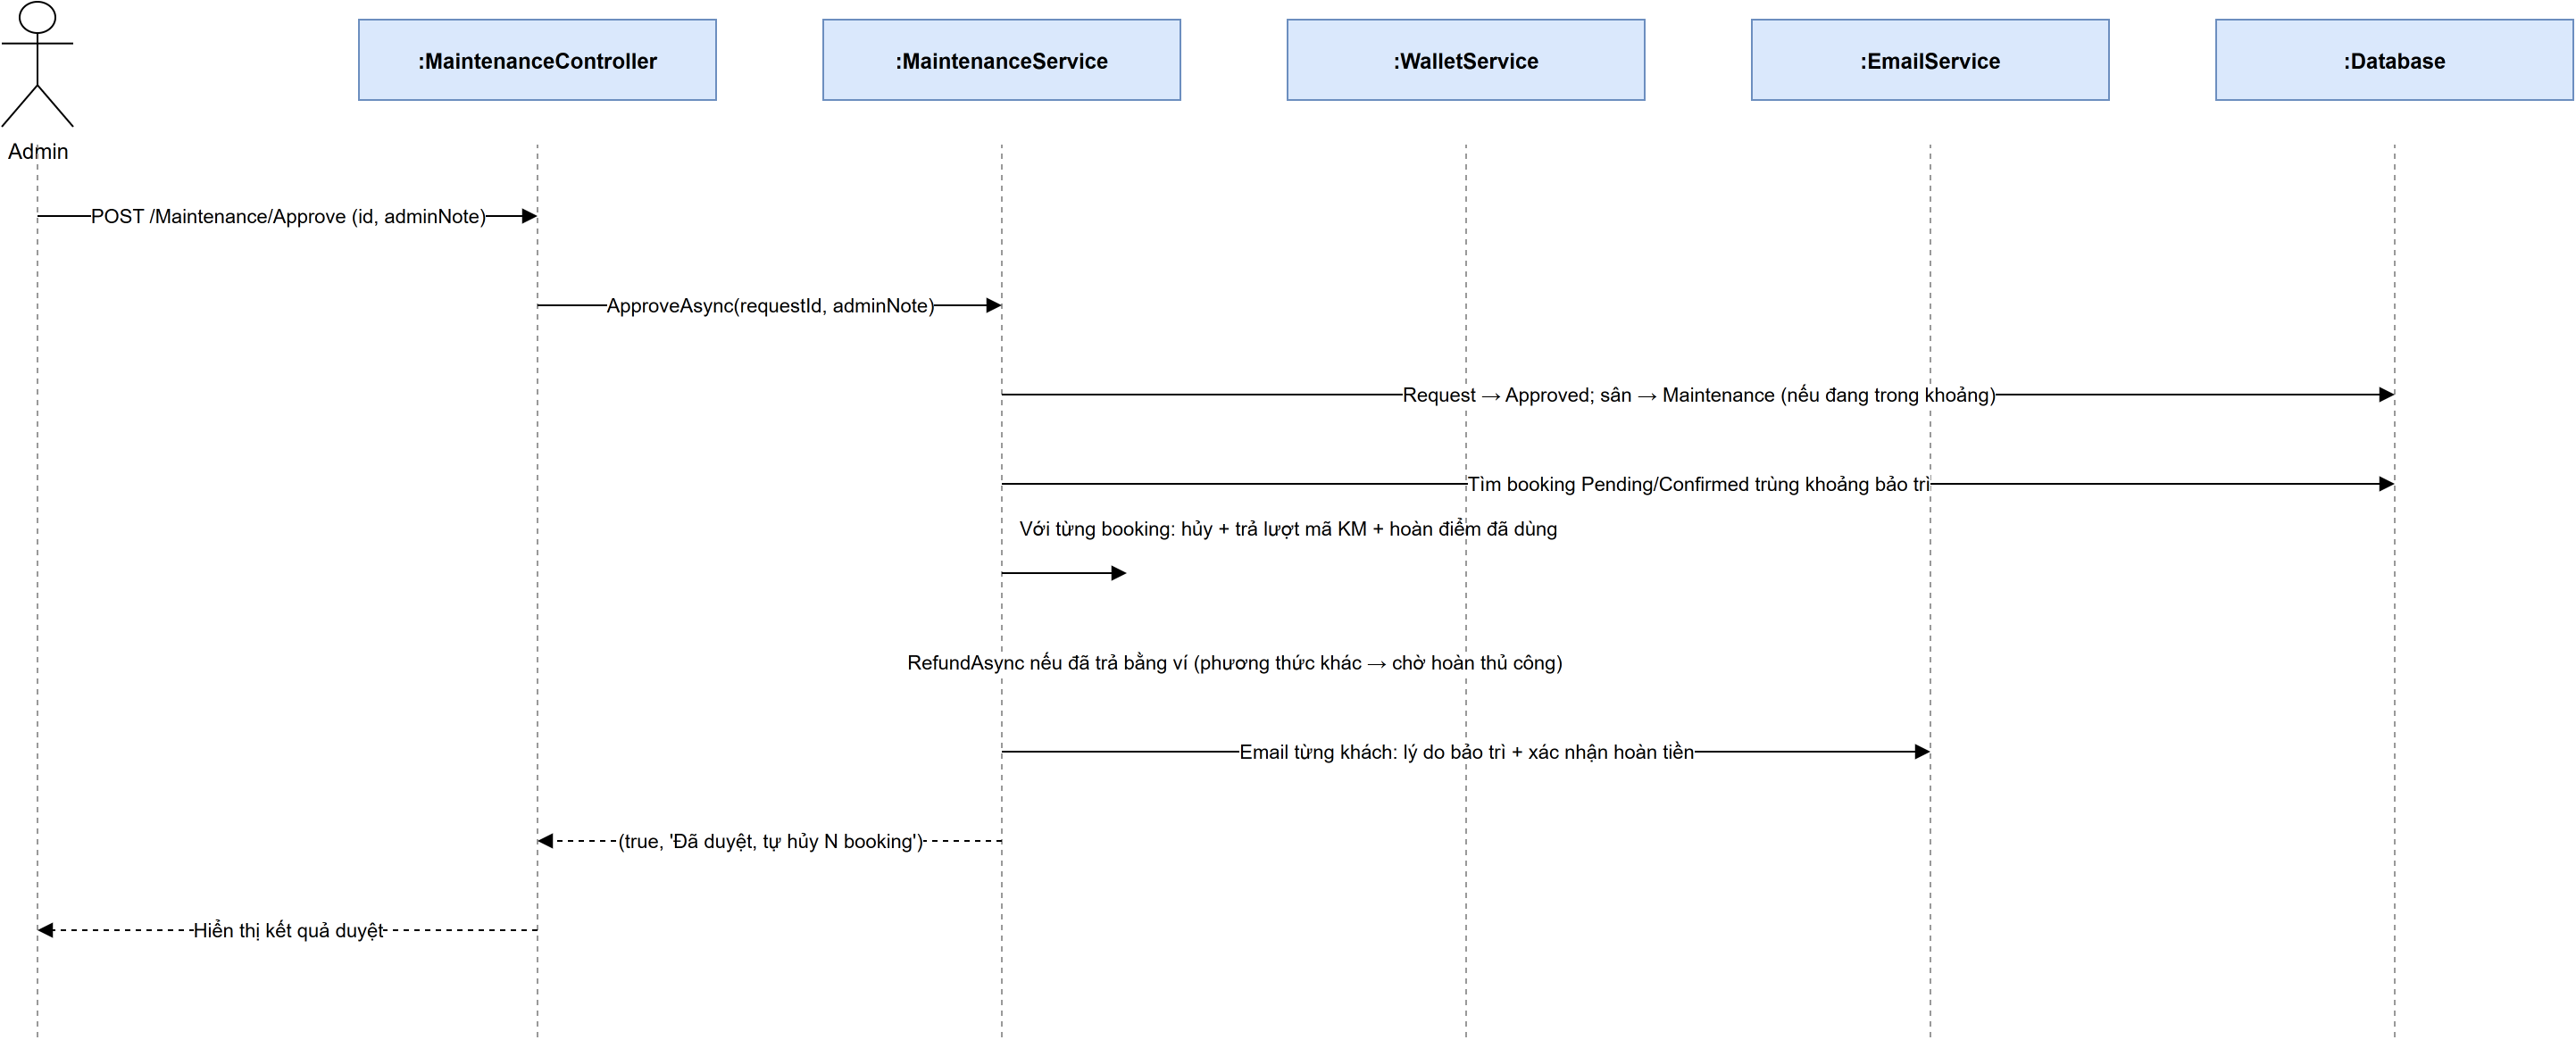 :MaintenanceController
:MaintenanceService
:WalletService
:EmailService
:Database
Admin
POST /Maintenance/Approve (id, adminNote)
ApproveAsync(requestId, adminNote)
Request → Approved; sân → Maintenance (nếu đang trong khoảng)
Tìm booking Pending/Confirmed trùng khoảng bảo trì
Với từng booking: hủy + trả lượt mã KM + hoàn điểm đã dùng
RefundAsync nếu đã trả bằng ví (phương thức khác → chờ hoàn thủ công)
Email từng khách: lý do bảo trì + xác nhận hoàn tiền
(true, 'Đã duyệt, tự hủy N booking')
Hiển thị kết quả duyệt